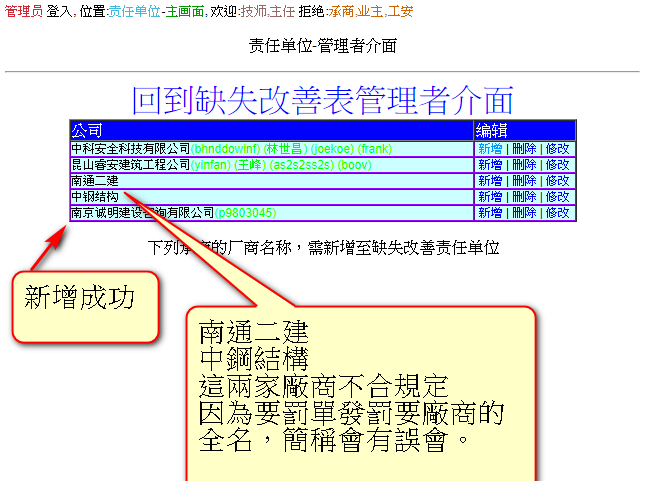 管理员 登入, 位置:责任单位-主画面, 欢迎:技师,主任 拒绝:承商,业主,工安
责任单位-管理者介面
回到缺失改善表管理者介面
公司 编辑
中科安全科技有限公司(bhnddowinf) (林世昌) (joekoe) (frank) 新增 | 删除 | 修改
昆山睿安建筑工程公司(yinfan) (王峰) (as2s2ss2s) (boov) 新增 | 删除 | 修改
南通二建 新增 | 删除 | 修改
中钢结构 新增 | 删除 | 修改
南京诚明建设咨询有限公司(p9803045) 新增 | 删除 | 修改
下列承商的厂商名称，需新增至缺失改善责任单位
新增成功
南通二建
中鋼結構
這兩家廠商不合規定
因為要罰單發罰要廠商的
全名，簡稱會有誤會。